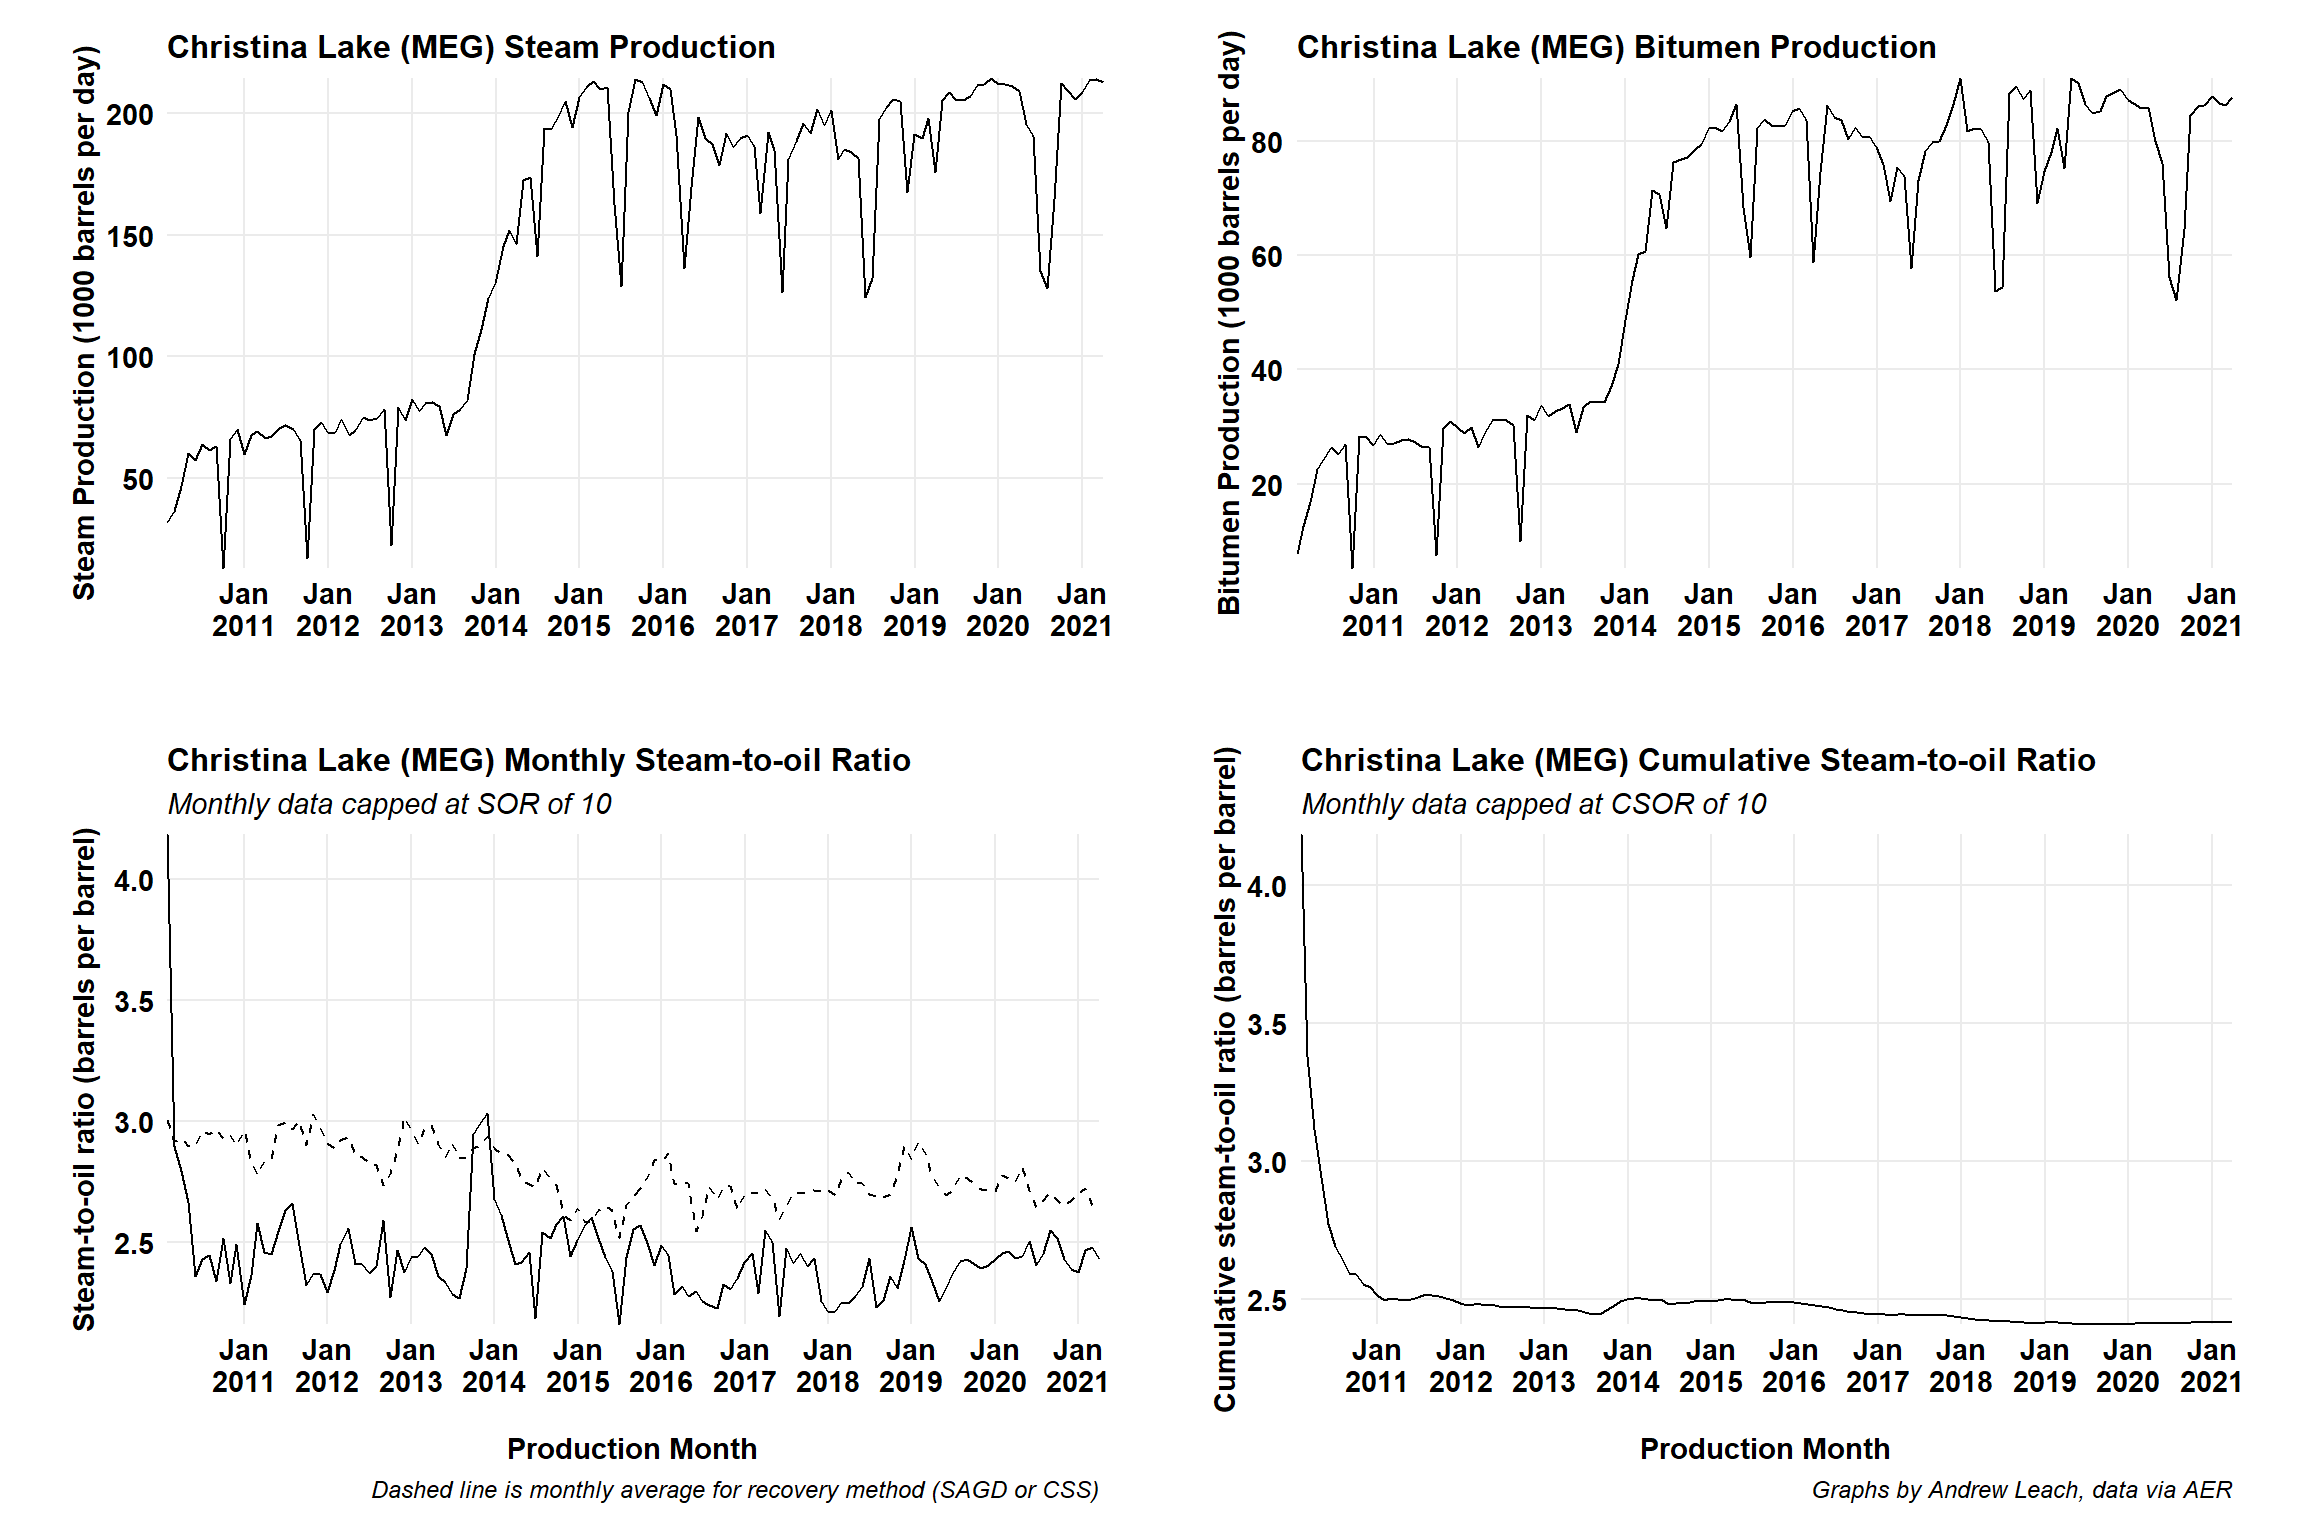 Christina Lake (MEG) Steam Production
Steam Production (1000 barrels per day)
200
150
100
50
Jan Jan Jan Jan Jan Jan Jan Jan Jan Jan Jan
2011 2012 2013 2014 2015 2016 2017 2018 2019 2020 2021
Christina Lake (MEG) Bitumen Production
Bitumen Production (1000 barrels per day)
80
60
40
20
Jan Jan Jan Jan Jan Jan Jan Jan Jan Jan Jan
2011 2012 2013 2014 2015 2016 2017 2018 2019 2020 2021
Christina Lake (MEG) Monthly Steam-to-oil Ratio
Monthly data capped at SOR of 10
Steam-to-oil ratio (barrels per barrel)
4.0
3.5
3.0
2.5
Jan Jan Jan Jan Jan Jan Jan Jan Jan Jan Jan
2011 2012 2013 2014 2015 2016 2017 2018 2019 2020 2021
Production Month
Dashed line is monthly average for recovery method (SAGD or CSS)
Christina Lake (MEG) Cumulative Steam-to-oil Ratio
Monthly data capped at CSOR of 10
Cumulative steam-to-oil ratio (barrels per barrel)
4.0
3.5
3.0
2.5
Jan Jan Jan Jan Jan Jan Jan Jan Jan Jan Jan
2011 2012 2013 2014 2015 2016 2017 2018 2019 2020 2021
Production Month
Graphs by Andrew Leach, data via AER